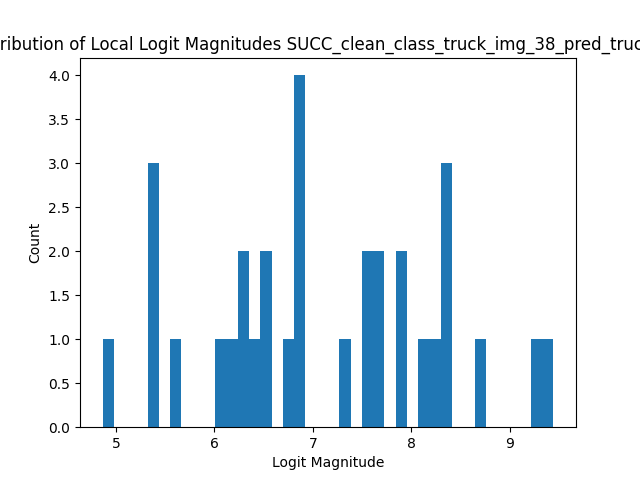 ribution of Local Logit Magnitudes SUCC_clean_class_truck_img_38_pred_truc
4.0
3.5
3.0
2.5
2.0
1.5
1.0
0.5
0.0
Count
5 6 7 8 9
Logit Magnitude